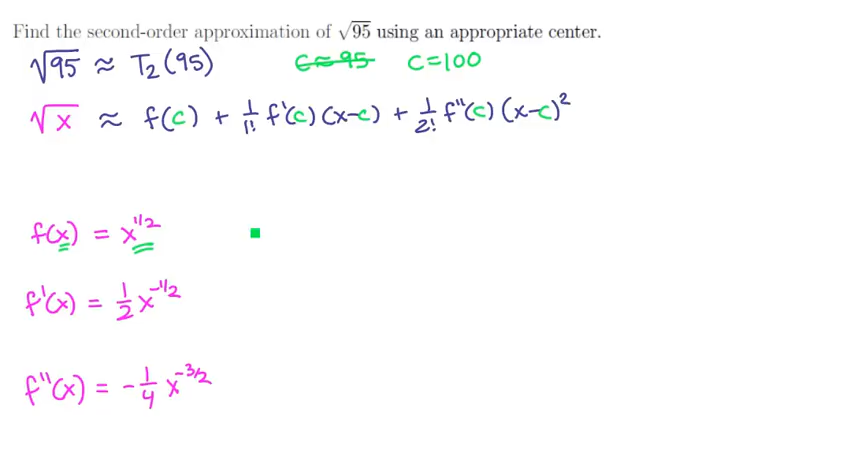 Find the second-order approximation of √95 using an appropriate center.
√95 ≈ T₂(95) c≈95 c=100
√x ≈ f(c) + 1/1! f'(c)(x-c) + 1/2! f''(c)(x-c)²
f(x) = x^1/2
f'(x) = 1/2 x^-1/2
f''(x) = -1/4 x^-3/2